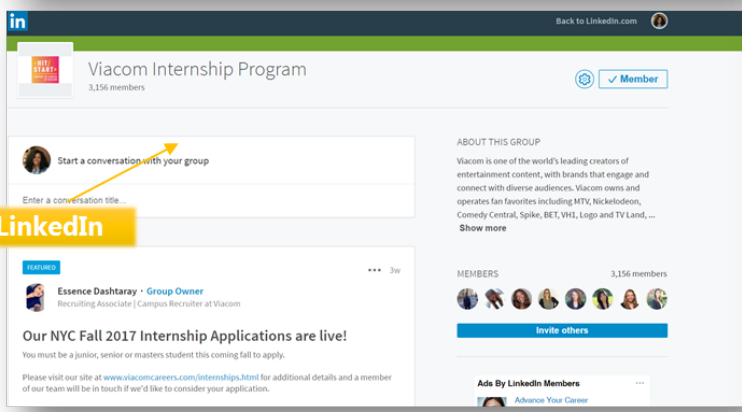 in
Back to LinkedIn.com
HIT
START
Viacom Internship Program
3,156 members
✓ Member
Start a conversation with your group
Enter a conversation title...
LinkedIn
FEATURED
••• 3w
Essence Dashtaray · Group Owner
Recruiting Associate | Campus Recruiter at Viacom
Our NYC Fall 2017 Internship Applications are live!
You must be a junior, senior or masters student this coming fall to apply.
Please visit our site at www.viacomcareers.com/internships.html for additional details and a member
of our team will be in touch if we'd like to consider your application.
ABOUT THIS GROUP
Viacom is one of the world's leading creators of
entertainment content, with brands that engage and
connect with diverse audiences. Viacom owns and
operates fan favorites including MTV, Nickelodeon,
Comedy Central, Spike, BET, VH1, Logo and TV Land, ...
Show more
MEMBERS 3,156 members
Invite others
Ads By LinkedIn Members ...
Advance Your Career